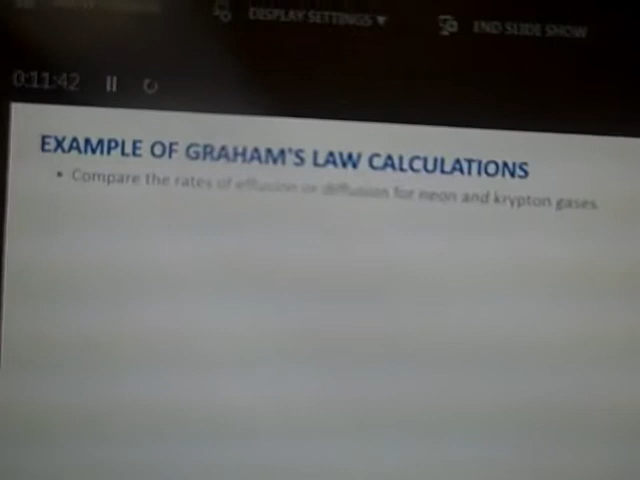 DISPLAY SETTINGS ▼
END SLIDE SHOW
0:11:42
EXAMPLE OF GRAHAM'S LAW CALCULATIONS
• Compare the rates of effusion or diffusion for neon and krypton gases